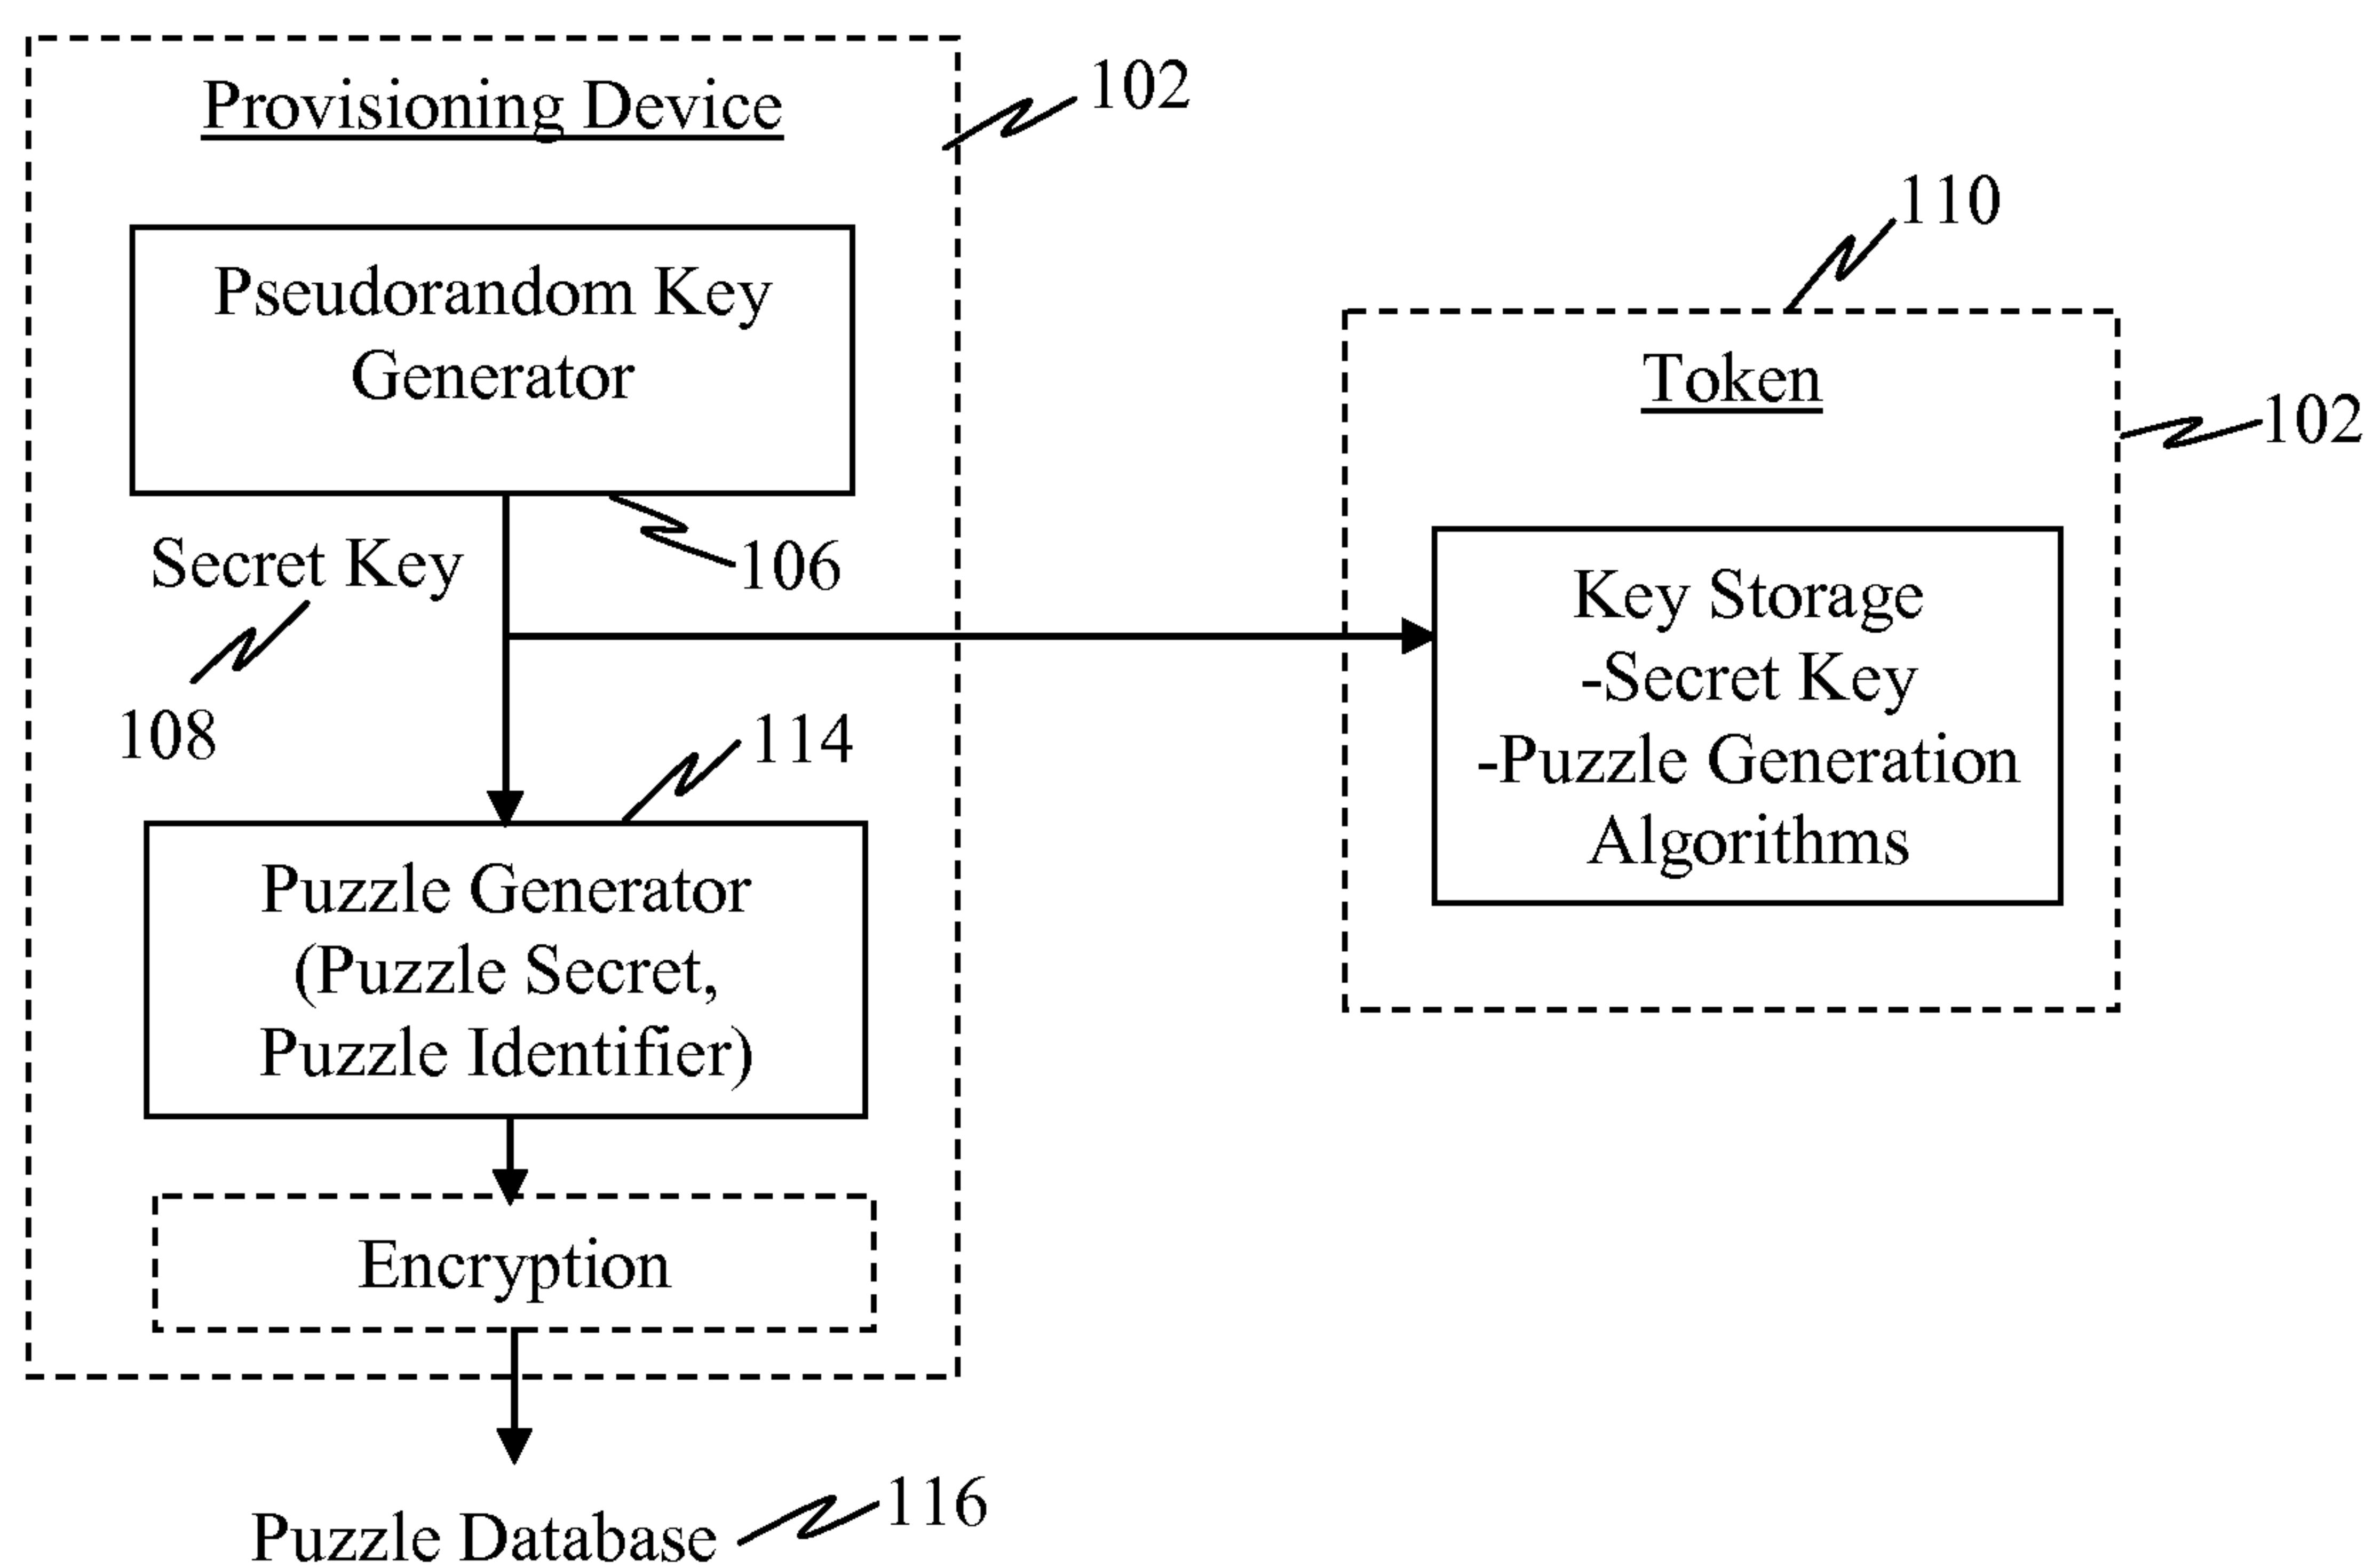 Provisioning Device
102
Pseudorandom Key
Generator
Secret Key
106
108
114
Puzzle Generator
(Puzzle Secret,
Puzzle Identifier)
Encryption
Puzzle Database
116
110
Token
102
Key Storage
-Secret Key
-Puzzle Generation
Algorithms